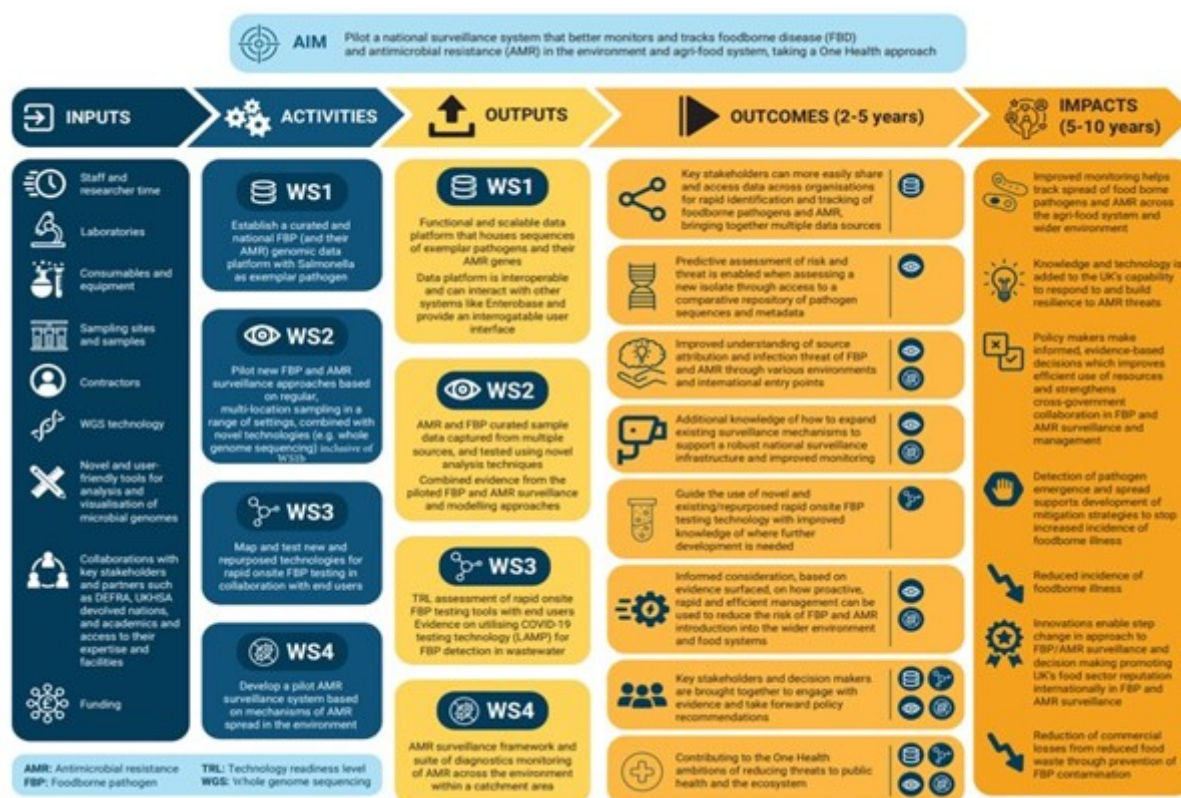 AIM
Pilot a national surveillance system that better monitors and tracks foodborne disease (FBD)
and antimicrobial resistance (AMR) in the environment and agri-food system, taking a One Health approach
INPUTS
Staff and
researcher time
Laboratories
Consumables and
equipment
Sampling sites
and samples
Contractors
WGS technology
Novel and user-
friendly tools for
analysis and
visualisation of
microbial genomes
Collaborations with
key stakeholders
and partners such
as DEFRA, UKHSA
devolved nations,
and academics and
access to their
expertise and
facilities
Funding
ACTIVITIES
WS1
Establish a curated and
national FBP (and their
AMR) genomic data
platform with Salmonella
as exemplar pathogen
WS2
Pilot new FBP and AMR
surveillance approaches based
on regular,
multi-location sampling in a
range of settings, combined with
novel technologies (e.g. whole
genome sequencing) inclusive of
WS3
Map and test new and
repurposed technologies for
rapid onsite FBP testing in
collaboration with end users
WS4
Develop a pilot AMR
surveillance system based
on mechanisms of AMR
spread in the environment
OUTPUTS
WS1
Functional and scalable data
platform that houses sequences
of exemplar pathogens and their
AMR genes
Data platform is interoperable
and can interact with other
systems like Enterobase and
provide an interrogatable user
interface
WS2
AMR and FBP curated sample
data captured from multiple
sources, and tested using novel
analysis techniques
Combined evidence from the
piloted FBP and AMR surveillance
and modelling approaches
WS3
TRL assessment of rapid onsite
FBP testing tools with end users
Evidence on utilising COVID-19
testing technology (LAMP) for
FBP detection in wastewater
WS4
AMR surveillance framework and
suite of diagnostics monitoring
of AMR across the environment
within a catchment area
OUTCOMES (2-5 years)
Key stakeholders can more easily share
and access data across organisations
for rapid identification and tracking of
foodborne pathogens and AMR,
bringing together multiple data sources
Predictive assessment of risk and
threat is enabled when assessing a
new isolate through access to a
comparative repository of pathogen
sequences and metadata
Improved understanding of source
attribution and infection threat of FBP
and AMR through various environments
and international entry points
Additional knowledge of how to expand
existing surveillance mechanisms to
support a robust national surveillance
infrastructure and improved monitoring
Guide the use of novel and
existing/repurposed rapid onsite FBP
testing technology with improved
knowledge of where further
development is needed
Informed consideration, based on
evidence surfaced, on how proactive,
rapid and efficient management can be
used to reduce the risk of FBP and AMR
introduction into the wider environment
and food systems
Key stakeholders and decision makers
are brought together to engage with
evidence and take forward policy
recommendations
Contributing to the One Health
ambitions of reducing threats to public
health and the ecosystem
IMPACTS
(5-10 years)
Improved monitoring helps
track spread of food borne
pathogens and AMR across
the agri-food system and
wider environment
Knowledge and technology is
added to the UK's capability
to respond to and build
resilience to AMR threats
Policy makers make
informed, evidence-based
decisions which improves
efficient use of resources and
strengthens
cross-government
collaboration in FBP and
AMR surveillance and
management
Detection of pathogen
emergence and spread
supports development of
mitigation strategies to stop
increased incidence of
foodborne illness
Reduced incidence of
foodborne illness
Innovations enable step
change in approach to
FBP/AMR surveillance and
decision making promoting
UK's food sector reputation
internationally in FBP and
AMR surveillance
Reduction of commercial
losses from reduced food
waste through prevention of
FBP contamination
AMR: Antimicrobial resistance
FBP: Foodborne pathogen
TRL: Technology readiness level
WGS: Whole genome sequencing